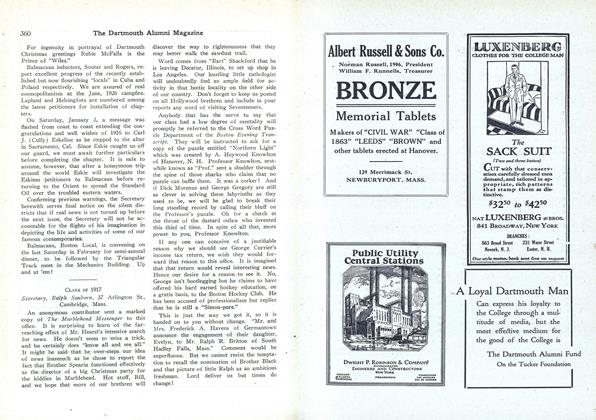 360
The Dartmouth Alumni Magazine
For ingenuity in portrayal of Dartmouth
Christmas greetings Rubie McFalls is the
Prince of "Wiles."
Balmacaan inductors, Soutar and Rogers, re-
port excellent progress of the recently estab-
lished but now flourishing "locals" in Cuba and
Poland respectively. We are assured of real
cosmopolitanism at the June, 1926 campfire.
Lapland and Helsingfors are numbered among
the latest petitioners for installation of chap-
ters.
On Saturday, January 3, a message was
flashed from coast to coast extending the con-
gratulations and well wishes of 1916 to Carl
J. (Cully) Eskeline as he stepped to the altar
in Sacramento, Cal. Since Eskie caught us off
our guard, we must await further particulars
before completing the chapter. It is safe to
assume, however, that after a honeymoon trip
around the world Eskie will investigate the
Eskimo petitioners to Balmacaan before re-
turning to the Orient to spread the Standard
Oil over the troubled eastern waters.
Confirming previous warnings, the Secretary
herewith serves final notice on the silent dis-
tricts that if real news is not turned up before
the next issue, the Secretary will not be ac-
countable for the flights of his imagination in
depicting the life and activities of some of our
famous contemporaries.
Balmacaan, Boston Local, is convening on
the last Saturday in February for semi-annual
dinner, to be followed by the Triangular
Track meet in the Mechanics Building. Up
and at 'em!
CLASS OF 1917
Secretary, Ralph Sanborn, 37 Arlington St.,
Cambridge, Mass.
An anonymous contributor sent a marked
copy of The Marblehead Messenger to this
office. It is surprising to learn of the far-
reaching effect of Mr. Hearst's extensive search
for news. He doesn't seem to miss a trick,
and he certainly does "know all and see all."
It might be said that he over-steps our idea
of news inasmuch as he chose to report the
fact that Brother Spearin functioned effectively
as the director of a big Christmas party for
the kiddies in Marblehead. Hot stuff, Bill,
and we hope that more of our brethren will
discover the way to righteousness that they
may better walk the sawdust trail.
Word comes from "Bart" Shackford that he
is leaving Decatur, Illinois, to set up shop in
Los Angeles. Our hustling little cathologist
will undoubtedly find an ample field for ac-
tivity in that hectic locality on the other side
of our country. Don't forget to keep us posted
on all Hollywood brethren and include in your
reports any word of visiting Seventeeners.
Anybody that has the nerve to say that
our class had a low degree of mentality will
promptly be referred to the Cross Word Puz-
zle Department of the Boston Evening Tran-
script. They will be instructed to ask for a
copy of the puzzle entitled "Northern Light"
which was created by A. Heywood Knowlton
of Hanover, N. H. Professor Knowlton, erst-
while known as "Prof," sent a shudder through
the spine of those sharks who claim that no
puzzle can baffle them. It was a corker! And
if Dick Morenus and George Gregory are still
as clever in solving these labyrinths as they
used to be, we will be glad to break their
long standing record by calling their bluff on
the Professor's puzzle. Oh for a chuck at
the snout of the dastard oulaw who invented
this thief of time. In spite of all that, more
power to you, Professor Knowlton.
If any one can conceive of a justifiable
reason why we should see George Currier's
income tax return, we wish they would for-
ward that reason to this office. It is imagined
that that return would reveal interesting news.
Hence our desire for a reason to see it. No,
George isn't bootlegging but he claims to have
offered his hard earned hockey education, on
a gratis basis, to the Boston Hockey Club. He
has been accused of professionalism but replies
that he is still a "Simon-pure."
This is just the way we got it, so it is
handed on to you without change. "Mr. and
Mrs. Frederick A. Havens of Germantown
announce the engagement of their daughter,
Evelyn, to Mr. Ralph R. Britton of South
Hadley Falls, Mass." Comment would be
superfluous. But we cannot resist the tempta-
tion to recall the nomination of Brother Black
and that picture of little Ralph as an ambitious
freshman. Lord deliver us but times do
change!
Albert Russell & Sons Co.
Norman Russell, 1906, President
William F. Runnells, Treasurer
BRONZE
Memorial Tablets
Makers of "CIVIL WAR" "Class of
1863" "LEEDS" "BROWN" and
other tablets erected at Hanover.
129 Merrimack St.
NEWBURYPORT, MASS.
Public Utility
Central Stations
DWIGHT P. ROBINSON & COMPANY
ENGINEERS AND CONSTRUCTORS
NEW YORK
LUXENBERG
CLOTHES FOR THE COLLEGE MAN
The
SACK SUIT
(Two and three button)
CUT with that conserv-
atism carefully dressed men
demand, and tailored in ap-
propriate, rich patterns
that stamp them as dis-
tinctive.
$32.50 to $42.50
NAT LUXENBERG & BROS.
841 BROADWAY, NEW YORK
BRANCHES:
863 Broad Street
Newark, N. J.
231 Water Street
Exeter, N. H.
Our style memo. book sent free on request
A Loyal Dartmouth Man
Can express his loyalty to
the College through a mul-
titude of media, but the
most effective medium for
the good of the College is
The Dartmouth Alumni Fund
On the Tucker Foundation